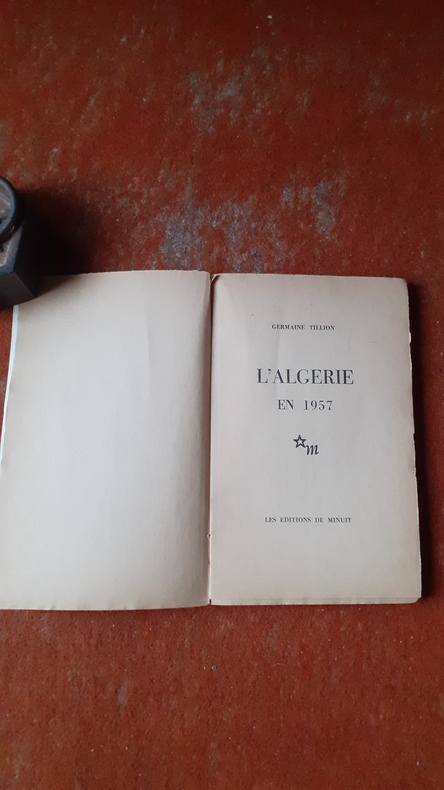 GERMAINE TILLION
L'ALGERIE
EN 1957
m
LES EDITIONS DE MINUIT